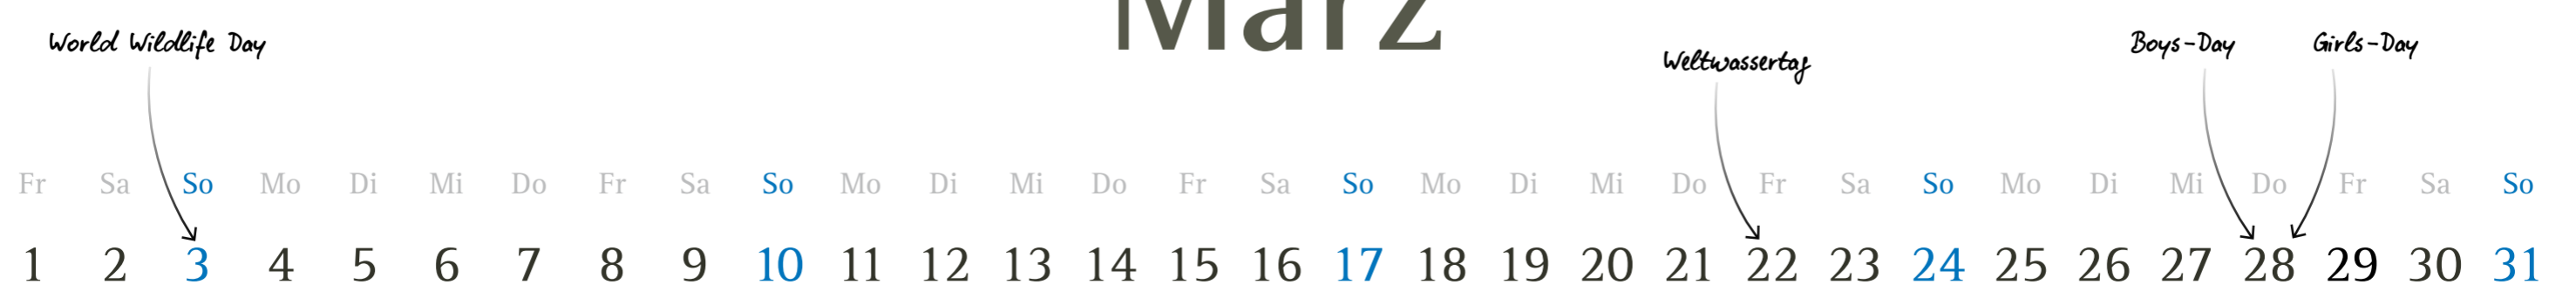 März
World Wildlife Day
Weltwassertag
Boys-Day
Girls-Day
Fr Sa So Mo Di Mi Do Fr Sa So Mo Di Mi Do Fr Sa So Mo Di Mi Do Fr Sa So Mo Di Mi Do Fr Sa So
1 2 3 4 5 6 7 8 9 10 11 12 13 14 15 16 17 18 19 20 21 22 23 24 25 26 27 28 29 30 31